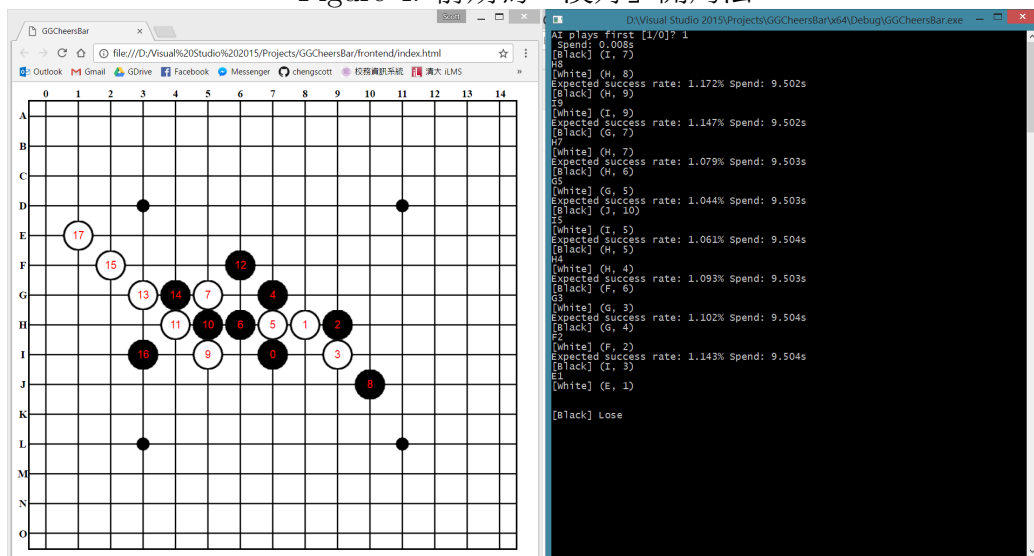 Scott
GGCheersBar
file:///D:/Visual%20Studio%202015/Projects/GGCheersBar/frontend/index.html
Outlook Gmail GDrive Facebook Messenger chengscott 校務資訊系統 清大 iLMS »
0 1 2 3 4 5 6 7 8 9 10 11 12 13 14
A
B
C
D
E 17
F 15 12
G 13 14 7 4
H 11 10 6 5 1 2
I 16 9 0 3
J 8
K
L
M
N
O
D:\Visual Studio 2015\Projects\GGCheersBar\x64\Debug\GGCheersBar.exe
AI plays first [1/0]? 1
Spend: 0.008s
[Black] (I, 7)
H8
[White] (H, 8)
Expected success rate: 1.172% Spend: 9.502s
[Black] (H, 9)
I9
[White] (I, 9)
Expected success rate: 1.147% Spend: 9.502s
[Black] (G, 7)
H7
[White] (H, 7)
Expected success rate: 1.079% Spend: 9.503s
[Black] (H, 6)
G5
[White] (G, 5)
Expected success rate: 1.044% Spend: 9.503s
[Black] (J, 10)
I5
[White] (I, 5)
Expected success rate: 1.061% Spend: 9.504s
[Black] (H, 5)
H4
[White] (H, 4)
Expected success rate: 1.093% Spend: 9.503s
[Black] (F, 6)
G3
[White] (G, 3)
Expected success rate: 1.102% Spend: 9.504s
[Black] (G, 4)
F2
[White] (F, 2)
Expected success rate: 1.143% Spend: 9.504s
[Black] (I, 3)
E1
[White] (E, 1)
[Black] Lose